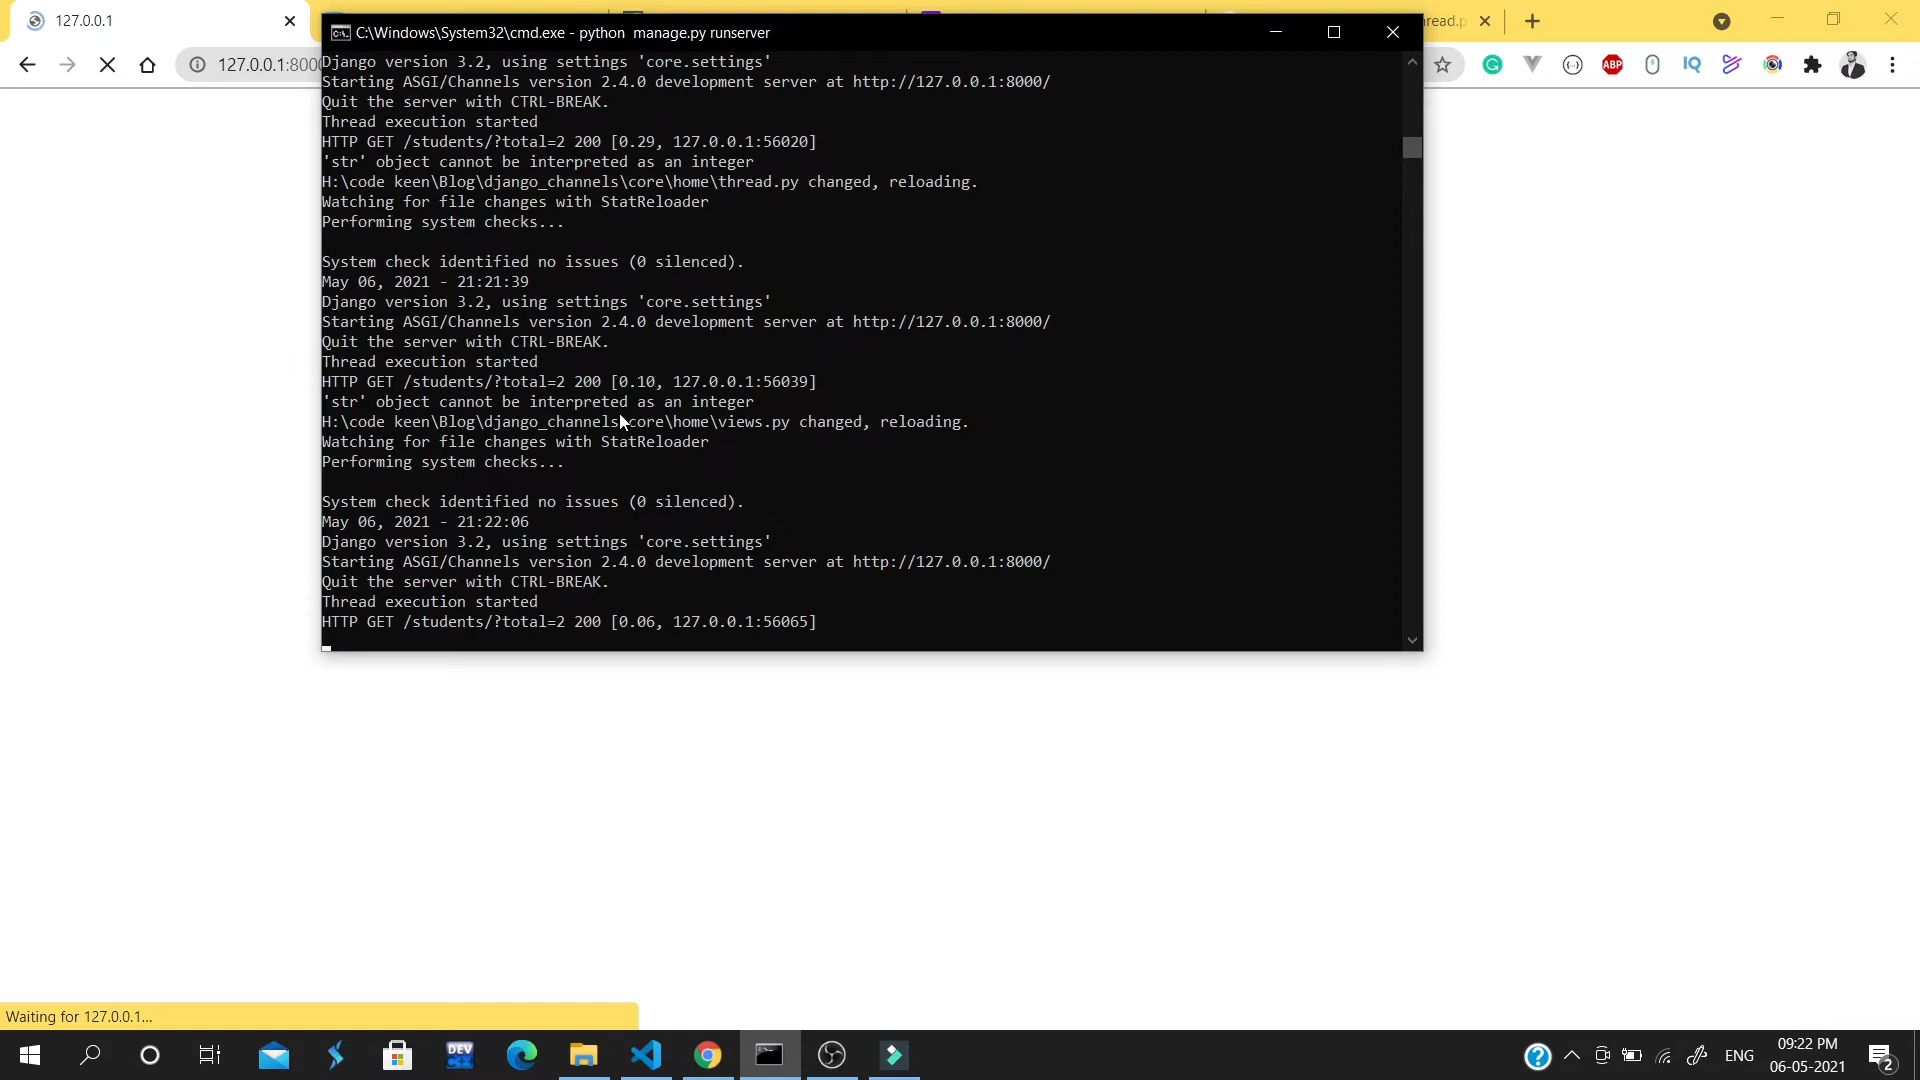 127.0.0.1
C:\Windows\System32\cmd.exe - python  manage.py runserver
read.p
127.0.0.1:8000
ABP
IQ
Django version 3.2, using settings 'core.settings'
Starting ASGI/Channels version 2.4.0 development server at http://127.0.0.1:8000/
Quit the server with CTRL-BREAK.
Thread execution started
HTTP GET /students/?total=2 200 [0.29, 127.0.0.1:56020]
'str' object cannot be interpreted as an integer
H:\code keen\Blog\django_channels\core\home\thread.py changed, reloading.
Watching for file changes with StatReloader
Performing system checks...
System check identified no issues (0 silenced).
May 06, 2021 - 21:21:39
Django version 3.2, using settings 'core.settings'
Starting ASGI/Channels version 2.4.0 development server at http://127.0.0.1:8000/
Quit the server with CTRL-BREAK.
Thread execution started
HTTP GET /students/?total=2 200 [0.10, 127.0.0.1:56039]
'str' object cannot be interpreted as an integer
H:\code keen\Blog\django_channels\core\home\views.py changed, reloading.
Watching for file changes with StatReloader
Performing system checks...
System check identified no issues (0 silenced).
May 06, 2021 - 21:22:06
Django version 3.2, using settings 'core.settings'
Starting ASGI/Channels version 2.4.0 development server at http://127.0.0.1:8000/
Quit the server with CTRL-BREAK.
Thread execution started
HTTP GET /students/?total=2 200 [0.06, 127.0.0.1:56065]
Waiting for 127.0.0.1...
DEV C++
ENG
09:22 PM
06-05-2021
2